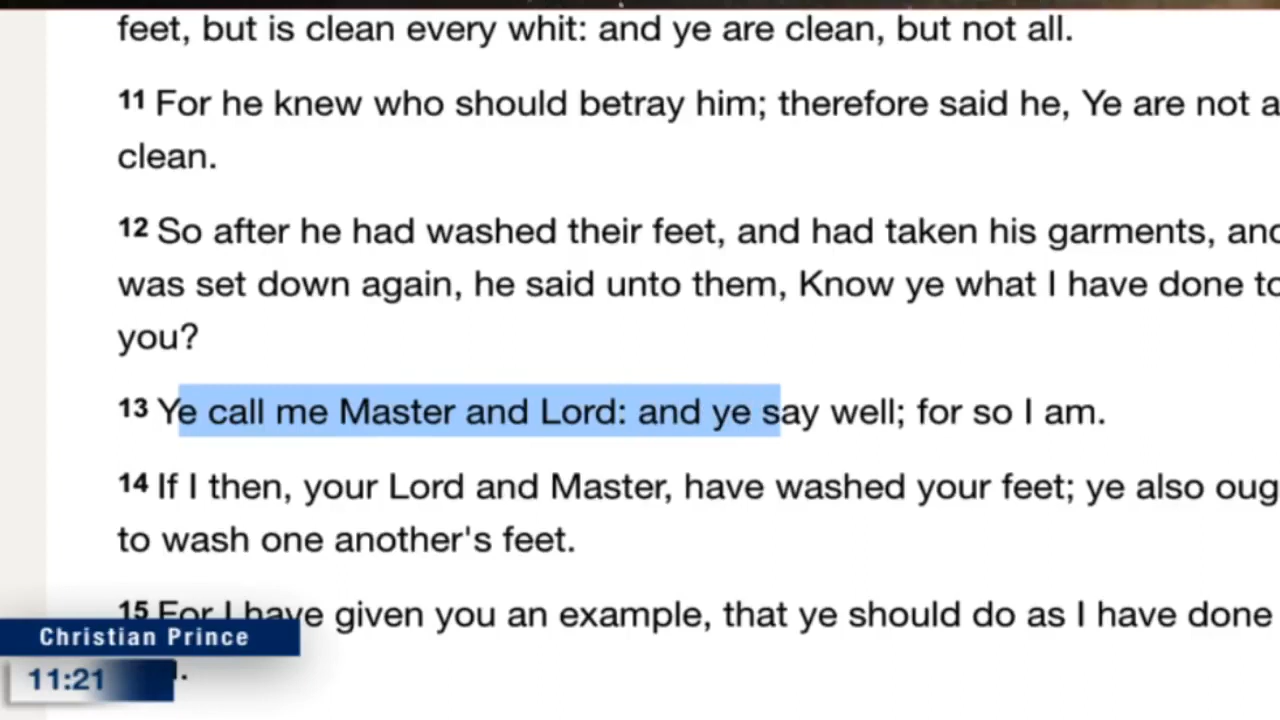 feet, but is clean every whit: and ye are clean, but not all.
11 For he knew who should betray him; therefore said he, Ye are not
clean.
12 So after he had washed their feet, and had taken his garments, and
was set down again, he said unto them, Know ye what I have done to
you?
13 Ye call me Master and Lord: and ye say well; for so I am.
14 If I then, your Lord and Master, have washed your feet; ye also
to wash one another's feet.
15 For I have given you an example, that ye should do as I have done
Christian Prince
11:21